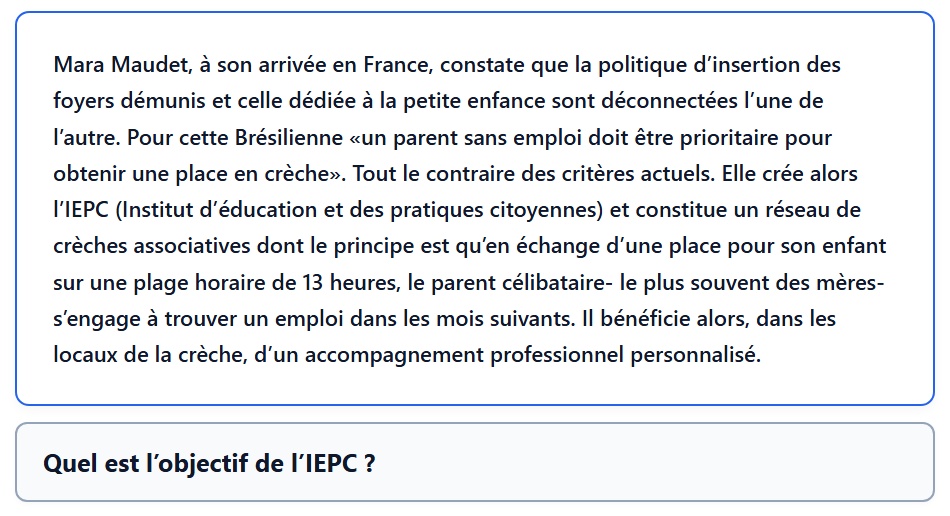 Mara Maudet, à son arrivée en France, constate que la politique d’insertion des
foyers démunis et celle dédiée à la petite enfance sont déconnectées l’une de
l’autre. Pour cette Brésilienne «un parent sans emploi doit être prioritaire pour
obtenir une place en crèche». Tout le contraire des critères actuels. Elle crée alors
l’IEPC (Institut d’éducation et des pratiques citoyennes) et constitue un réseau de
crèches associatives dont le principe est qu’en échange d’une place pour son enfant
sur une plage horaire de 13 heures, le parent célibataire- le plus souvent des mères-
s’engage à trouver un emploi dans les mois suivants. Il bénéficie alors, dans les
locaux de la crèche, d’un accompagnement professionnel personnalisé.
Quel est l’objectif de l’IEPC ?